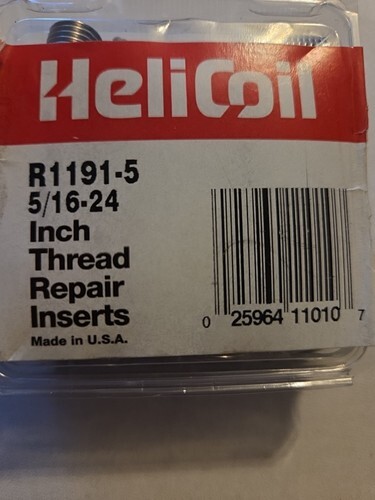 HeliCoil
R1191-5
5/16-24
Inch
Thread
Repair
Inserts
Made in U.S.A.
0 25964 11010 7